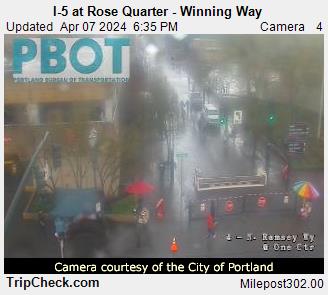 I-5 at Rose Quarter - Winning Way
Updated Apr 07 2024 6:35 PM Camera 4
PBOT
PORTLAND BUREAU OF TRANSPORTATION
4 - N. Ramsey Wy
@ One Ctr
Camera courtesy of the City of Portland
TripCheck.com Milepost302.00